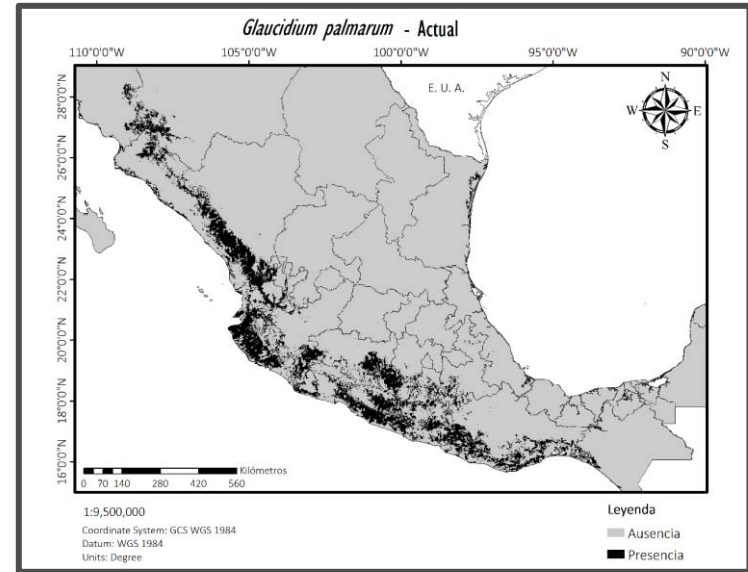 Glaucidium palmarum - Actual
110°0'0"W 105°0'0"W 100°0'0"W 95°0'0"W 90°0'0"W
E. U. A.
N
W E
S
28°0'0"N
26°0'0"N
24°0'0"N
22°0'0"N
20°0'0"N
18°0'0"N
16°0'0"N
Kilómetros
0 70 140 280 420 560
1:9,500,000
Coordinate System: GCS WGS 1984
Datum: WGS 1984
Units: Degree
Leyenda
Ausencia
Presencia